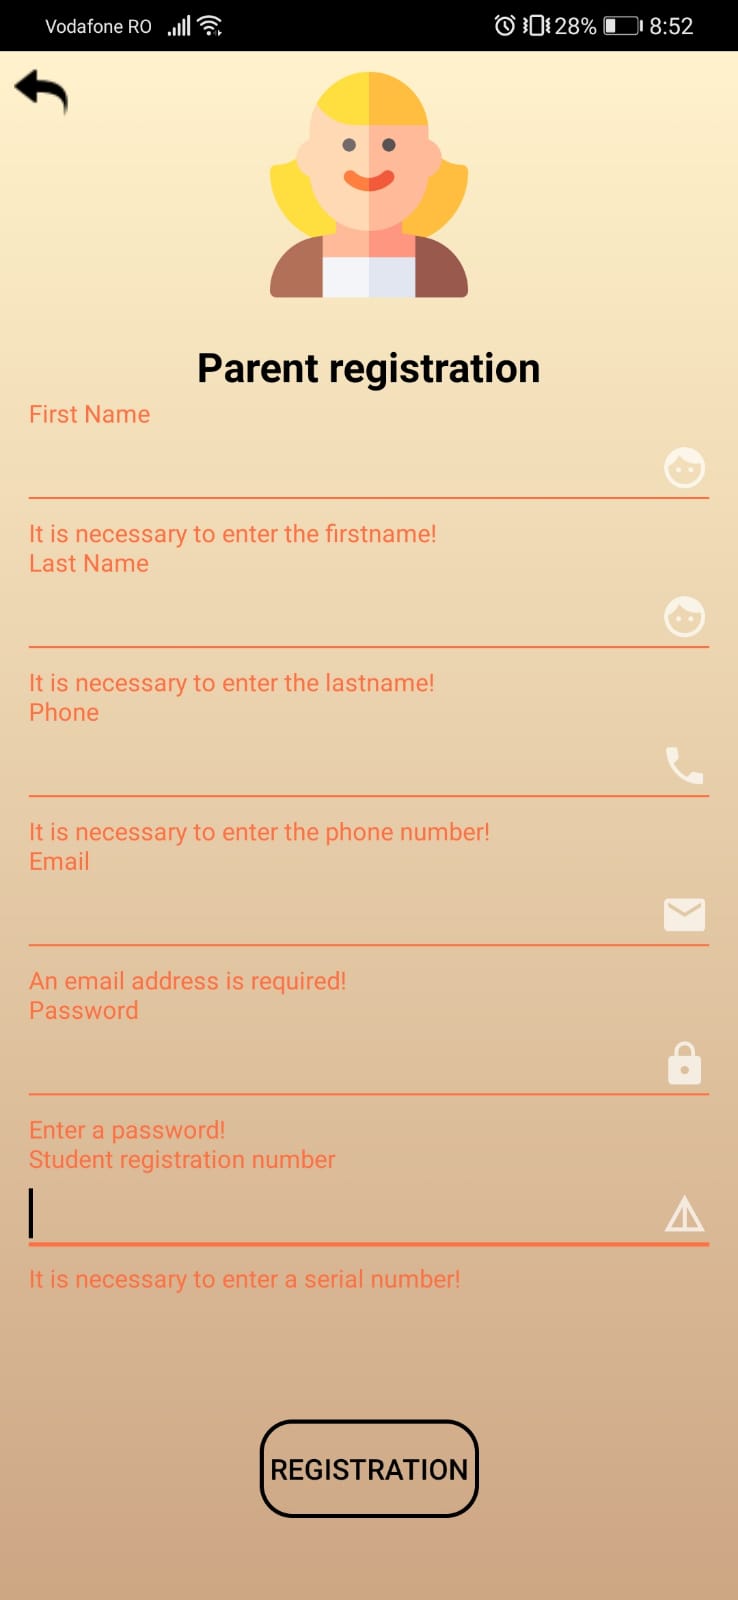 Vodafone RO 28% 8:52
Parent registration
First Name
It is necessary to enter the firstname!
Last Name
It is necessary to enter the lastname!
Phone
It is necessary to enter the phone number!
Email
An email address is required!
Password
Enter a password!
Student registration number
It is necessary to enter a serial number!
REGISTRATION